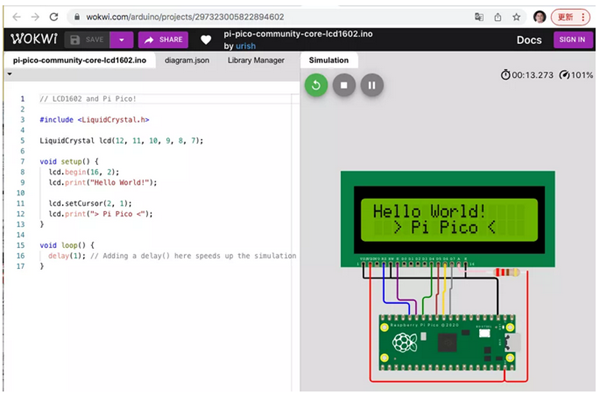 wokwi.com/arduino/projects/297323005822894602
更新
WOKWI
SAVE
SHARE
pi-pico-community-core-lcd1602.ino
by urish
Docs
SIGN IN
pi-pico-community-core-lcd1602.ino
diagram.json
Library Manager
Simulation
00:13.273
101%
1 // LCD1602 and Pi Pico!
2
3 #include <LiquidCrystal.h>
4
5 LiquidCrystal lcd(12, 11, 10, 9, 8, 7);
6
7 void setup() {
8 lcd.begin(16, 2);
9 lcd.print("Hello World!");
10
11 lcd.setCursor(2, 1);
12 lcd.print("> Pi Pico <");
13 }
14
15 void loop() {
16 delay(1); // Adding a delay() here speeds up the simulation
17 }
Hello World!
> Pi Pico <
Raspberry Pi Pico ©2020